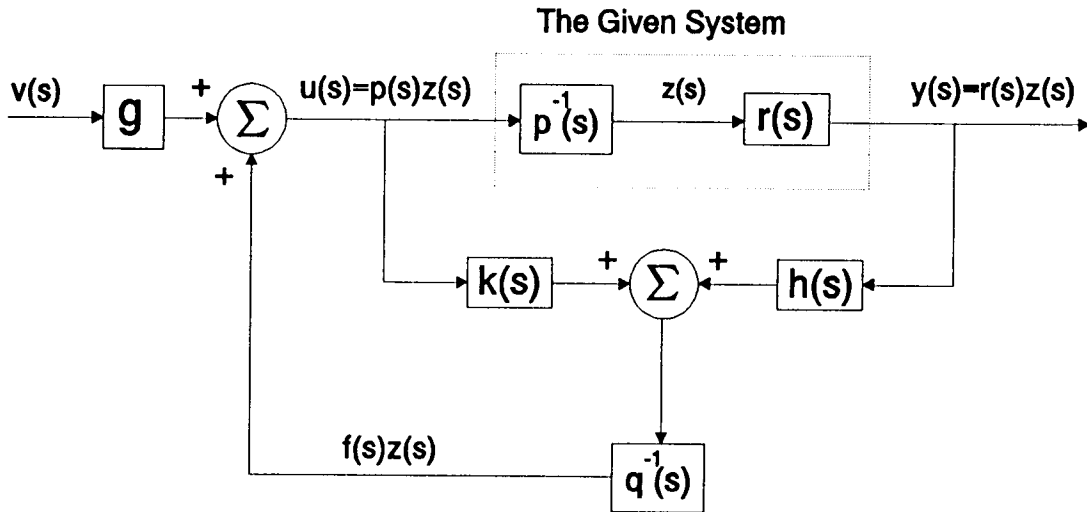 The Given System
v(s)
g
+
Σ
+
u(s)=p(s)z(s)
p⁻¹(s)
z(s)
r(s)
y(s)=r(s)z(s)
k(s)
+
Σ
+
h(s)
f(s)z(s)
q⁻¹(s)